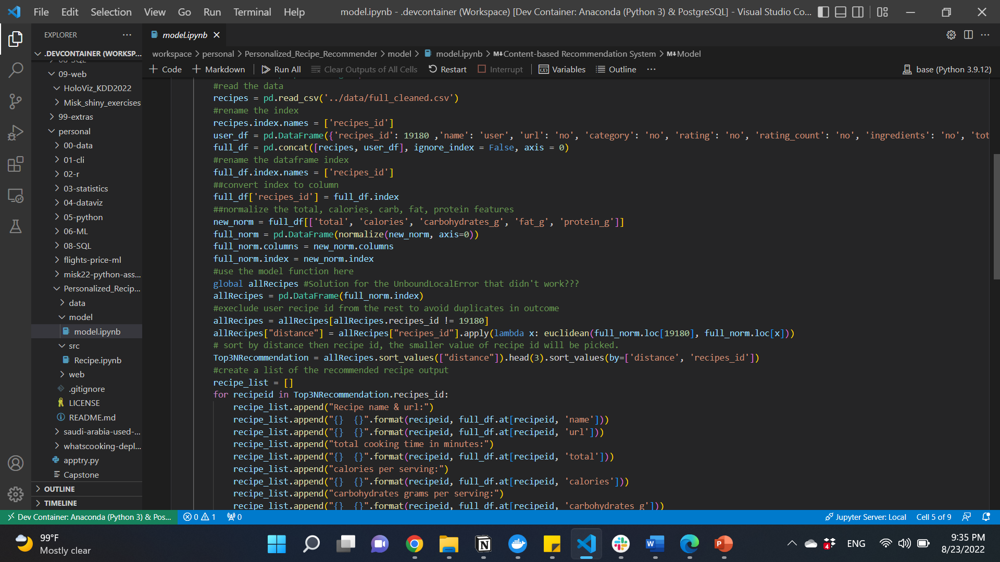 File Edit Selection View Go Run Terminal Help
model.ipynb - .devcontainer (Workspace) [Dev Container: Anaconda (Python 3) & PostgreSQL] - Visual Studio Co...
EXPLORER
model.ipynb
.DEVCONTAINER (WORKSP...
workspace > personal > Personalized_Recipe_Recommender > model > model.ipynb > M↓Content-based Recommendation System > M↓Model
+ Code + Markdown Run All Clear Outputs of All Cells Restart Interrupt Variables Outline ... base (Python 3.9.12)
08-SQL
09-web
HoloViz_KDD2022
Misk_shiny_exercises
99-extras
personal
00-data
01-cli
02-r
03-statistics
04-dataviz
05-python
06-ML
08-SQL
flights-price-ml
misk22-python-ass...
Personalized_Recip...
data
model
model.ipynb
src
Recipe.ipynb
web
.gitignore
LICENSE
README.md
saudi-arabia-used-...
whatscooking-depl...
apptry.py
Capstone
OUTLINE
TIMELINE
#read the data
recipes = pd.read_csv('../data/full_cleaned.csv')
#rename the index
recipes.index.names = ['recipes_id']
user_df = pd.DataFrame({'recipes_id': 19180 ,'name': 'user', 'url': 'no', 'category': 'no', 'rating': 'no', 'rating_count': 'no', 'ingredients': 'no', 'tot
full_df = pd.concat([recipes, user_df], ignore_index = False, axis = 0)
#rename the dataframe index
full_df.index.names = ['recipes_id']
##convert index to column
full_df['recipes_id'] = full_df.index
##normalize the total, calories, carb, fat, protein features
new_norm = full_df[['total', 'calories', 'carbohydrates_g', 'fat_g', 'protein_g']]
full_norm = pd.DataFrame(normalize(new_norm, axis=0))
full_norm.columns = new_norm.columns
full_norm.index = new_norm.index
#use the model function here
global allRecipes #Solution for the UnboundLocalError that didn't work???
allRecipes = pd.DataFrame(full_norm.index)
#execlude user recipe id from the rest to avoid duplicates in outcome
allRecipes = allRecipes[allRecipes.recipes_id != 19180]
allRecipes["distance"] = allRecipes["recipes_id"].apply(lambda x: euclidean(full_norm.loc[19180], full_norm.loc[x]))
# sort by distance then recipe id, the smaller value of recipe id will be picked.
Top3NRecommendation = allRecipes.sort_values(["distance"]).head(3).sort_values(by=['distance', 'recipes_id'])
#create a list of the recommended recipe output
recipe_list = []
for recipeid in Top3NRecommendation.recipes_id:
recipe_list.append("Recipe name & url:")
recipe_list.append("{}  {}".format(recipeid, full_df.at[recipeid, 'name']))
recipe_list.append("{}  {}".format(recipeid, full_df.at[recipeid, 'url']))
recipe_list.append("total cooking time in minutes:")
recipe_list.append("{}  {}".format(recipeid, full_df.at[recipeid, 'total']))
recipe_list.append("calories per serving:")
recipe_list.append("{}  {}".format(recipeid, full_df.at[recipeid, 'calories']))
recipe_list.append("carbohydrates grams per serving:")
recipe_list.append("{}  {}".format(recipeid, full_df.at[recipeid, 'carbohydrates_g']))
Dev Container: Anaconda (Python 3) & Pos... 0 1 0 Jupyter Server: Local Cell 5 of 9
99°F
Mostly clear
4 ENG
9:35 PM
8/23/2022